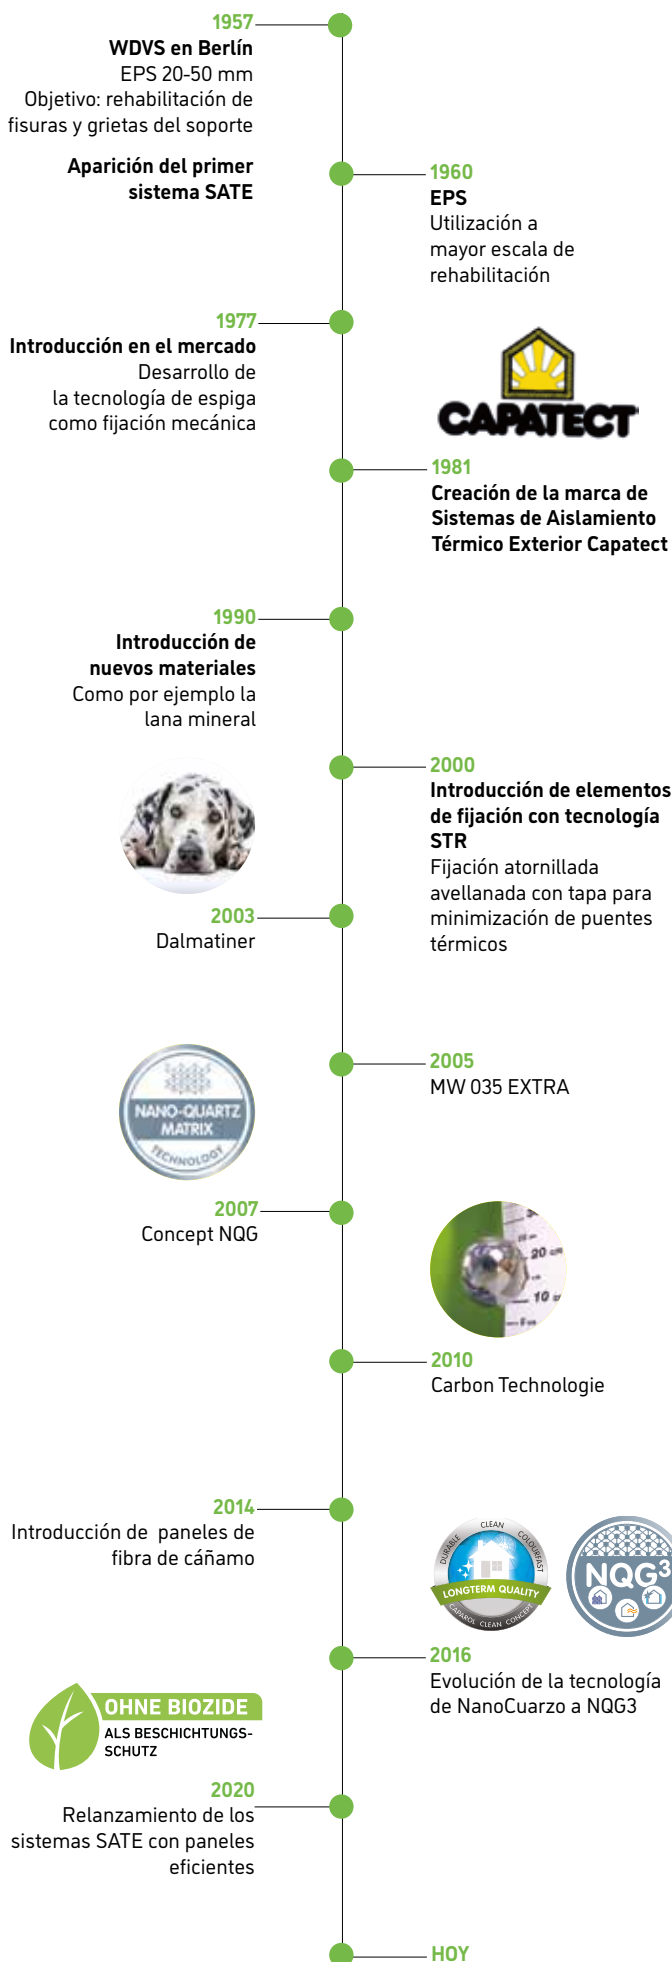 1957
WDVS en Berlín
EPS 20-50 mm
Objetivo: rehabilitación de
fisuras y grietas del soporte
Aparición del primer
sistema SATE
1960
EPS
Utilización a
mayor escala de
rehabilitación
1977
Introducción en el mercado
Desarrollo de
la tecnología de espiga
como fijación mecánica
CAPATECT
1981
Creación de la marca de
Sistemas de Aislamiento
Térmico Exterior Capatect
1990
Introducción de
nuevos materiales
Como por ejemplo la
lana mineral
2000
Introducción de elementos
de fijación con tecnología
STR
Fijación atornillada
avellanada con tapa para
minimización de puentes
térmicos
2003
Dalmatiner
2005
MW 035 EXTRA
NANO-QUARTZ
MATRIX
TECHNOLOGY
2007
Concept NQG
20 cm
10
2010
Carbon Technologie
2014
Introducción de  paneles de
fibra de cáñamo
DURABLE CLEAN COLOURFAST
LONGTERM QUALITY
CAPAROL CLEAN CONCEPT
NQG3
2016
Evolución de la tecnología
de NanoCuarzo a NQG3
OHNE BIOZIDE
ALS BESCHICHTUNGS-
SCHUTZ
2020
Relanzamiento de los
sistemas SATE con paneles
eficientes
HOY